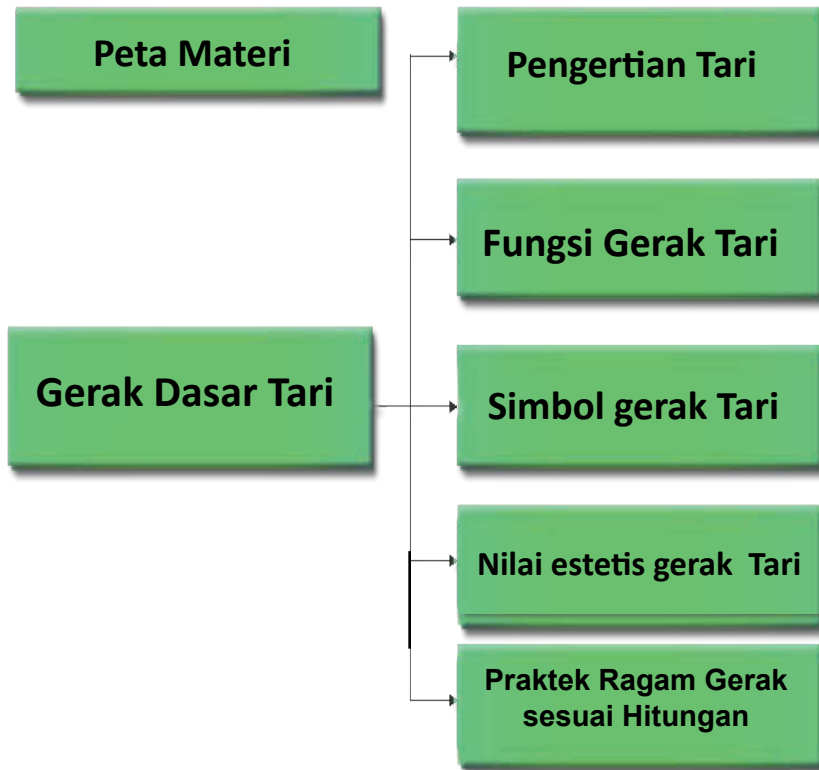 Peta Materi
Gerak Dasar Tari
Pengertian Tari
Fungsi Gerak Tari
Simbol gerak Tari
Nilai estetis gerak Tari
Praktek Ragam Gerak
sesuai Hitungan